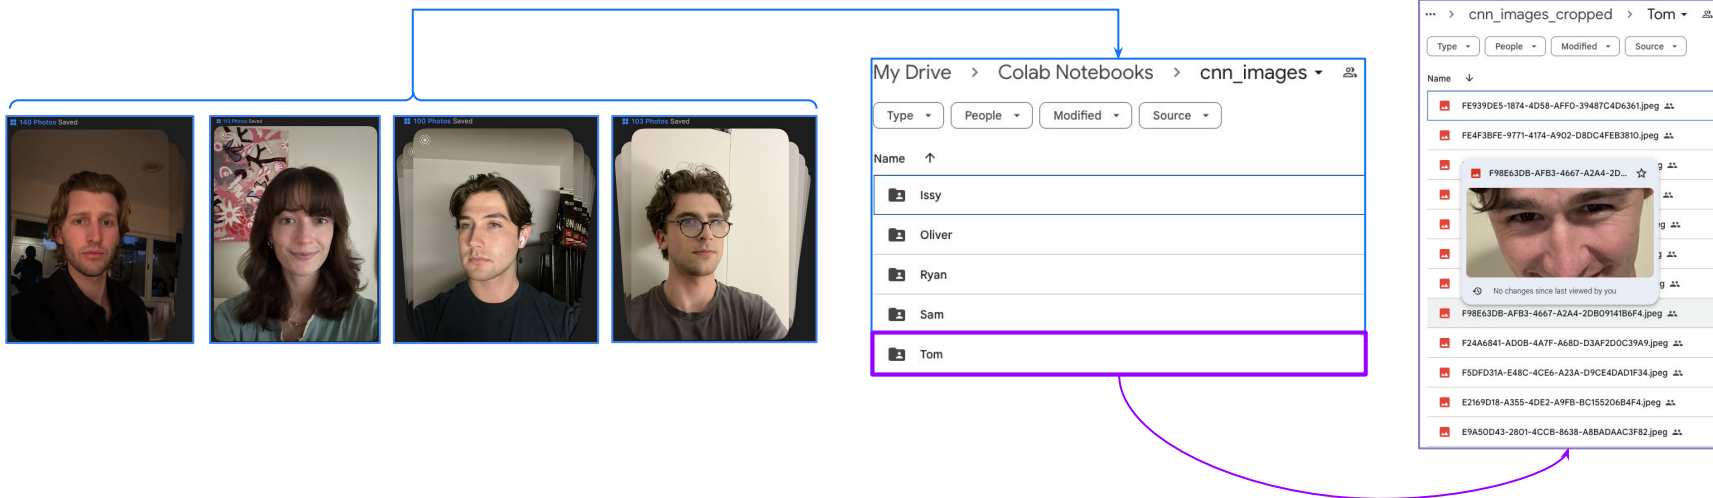 140 Photos Saved
113 Photos Saved
100 Photos Saved
103 Photos Saved
My Drive > Colab Notebooks > cnn_images
Type People Modified Source
Name ↑
Issy
Oliver
Ryan
Sam
Tom
... > cnn_images_cropped > Tom
Type People Modified Source
Name ↓
FE939DE5-1874-4D58-AFF0-39487C4D6361.jpeg
FE4F3BFE-9771-4174-A902-D8DC4FEB3810.jpeg
F98E63DB-AFB3-4667-A2A4-2D...
No changes since last viewed by you
F98E63DB-AFB3-4667-A2A4-2DB09141B6F4.jpeg
F24A6841-AD0B-4A7F-A68D-D3AF2D0C39A9.jpeg
F5DFD31A-E48C-4CE6-A23A-D9CE4DAD1F34.jpeg
E2169D18-A355-4DE2-A9FB-BC155206B4F4.jpeg
E9A50D43-2801-4CCB-8638-A8BADAAC3F82.jpeg